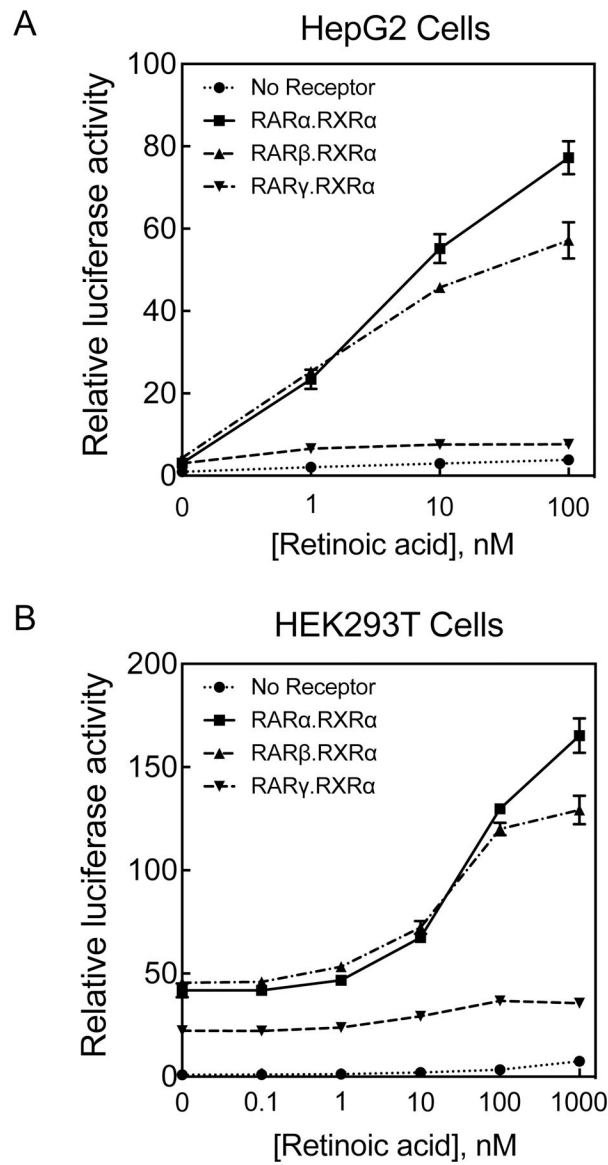 A
HepG2 Cells
Relative luciferase activity
100
80
60
40
20
0
No Receptor
RARα.RXRα
RARβ.RXRα
RARγ.RXRα
0 1 10 100
[Retinoic acid], nM
B
HEK293T Cells
Relative luciferase activity
200
150
100
50
0
No Receptor
RARα.RXRα
RARβ.RXRα
RARγ.RXRα
0 0.1 1 10 100 1000
[Retinoic acid], nM